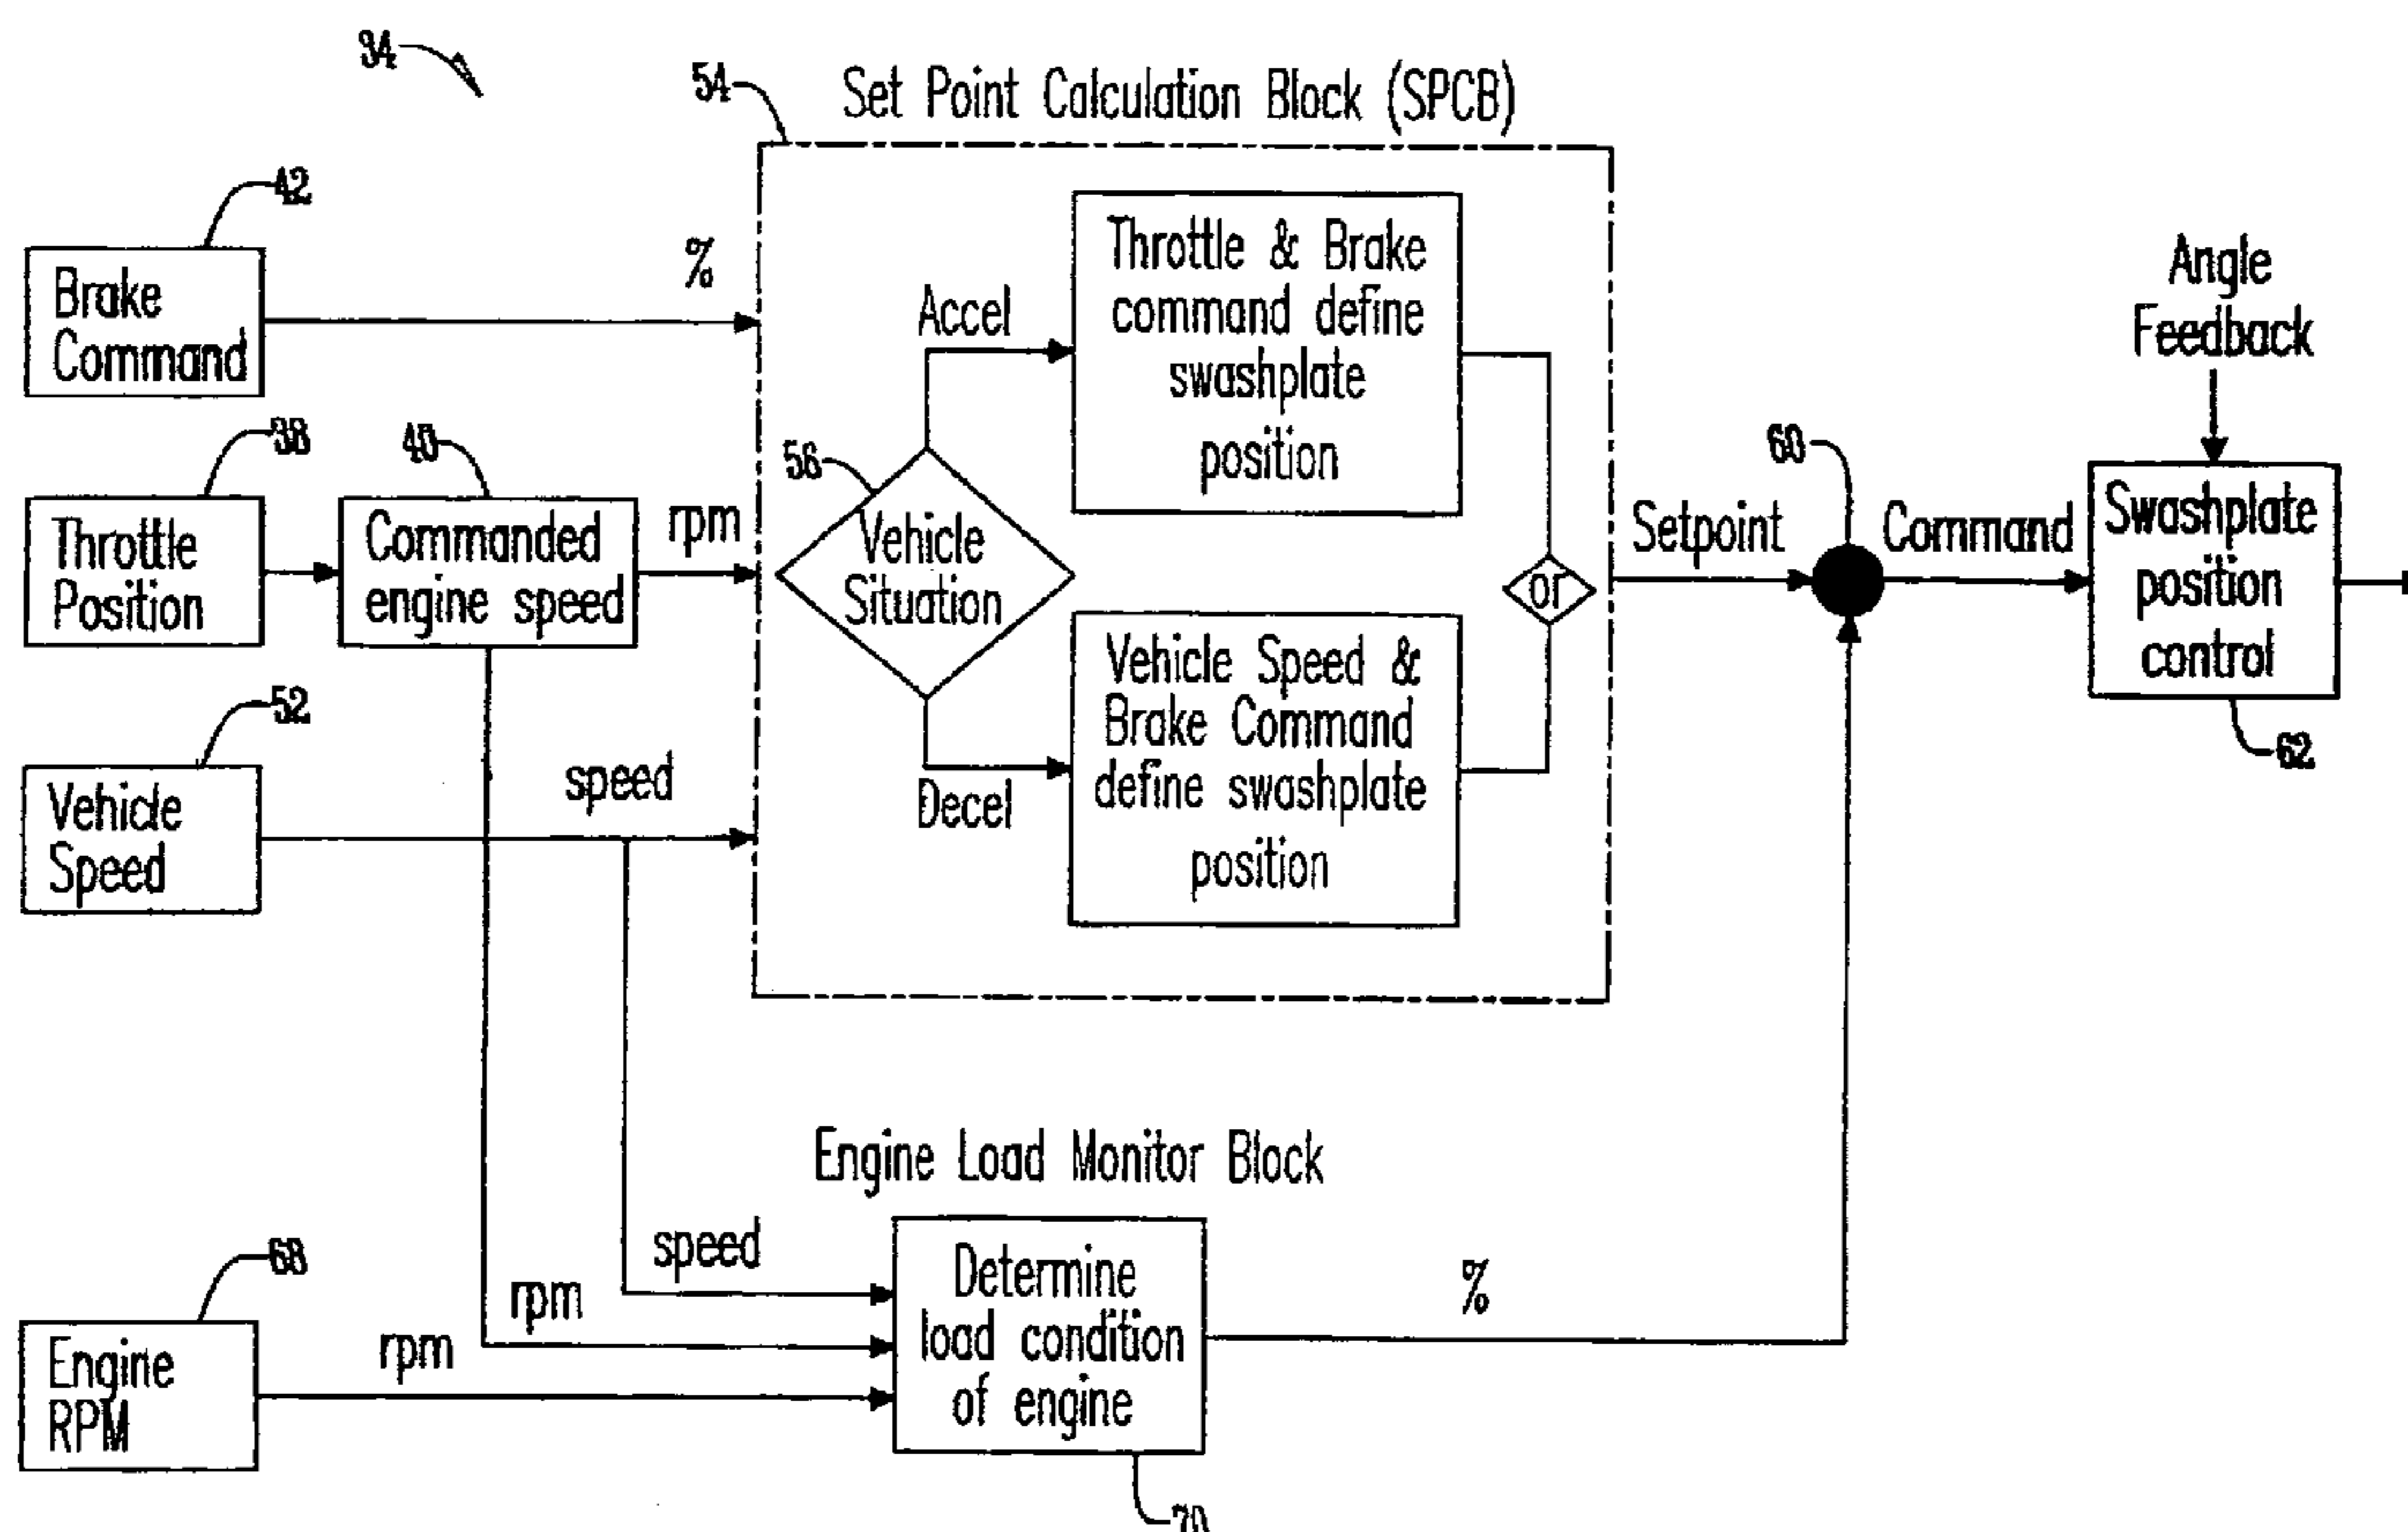 34
54
Set Point Calculation Block (SPCB)
42
Brake
Command
%
Throttle & Brake
command define
swashplate
position
Accel
Angle
Feedback
38
Throttle
Position
40
Commanded
engine speed
rpm
56
Vehicle
Situation
or
Setpoint
60
Command
Swashplate
position
control
62
52
Vehicle
Speed
speed
Decel
Vehicle Speed &
Brake Command
define swashplate
position
Engine Load Monitor Block
speed
rpm
rpm
68
Engine
RPM
Determine
load condition
of engine
%
70